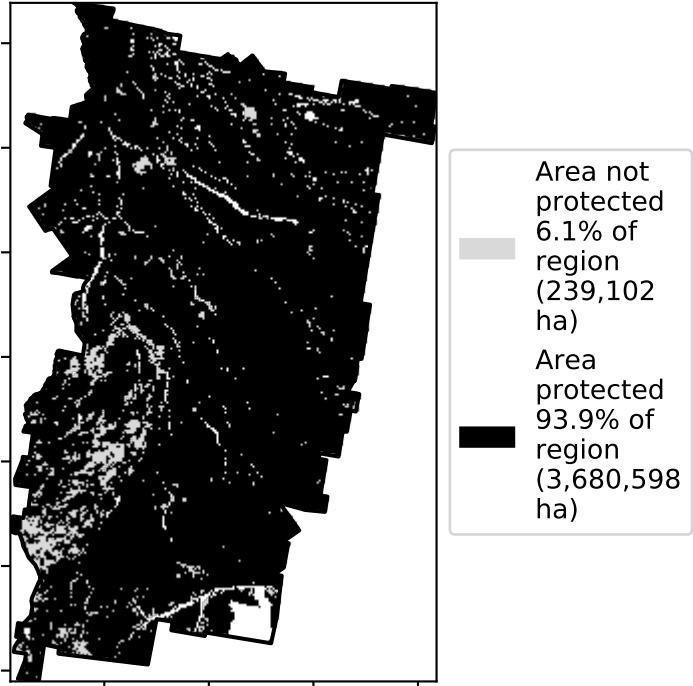 Area not
protected
6.1% of
region
(239,102
ha)
Area
protected
93.9% of
region
(3,680,598
ha)